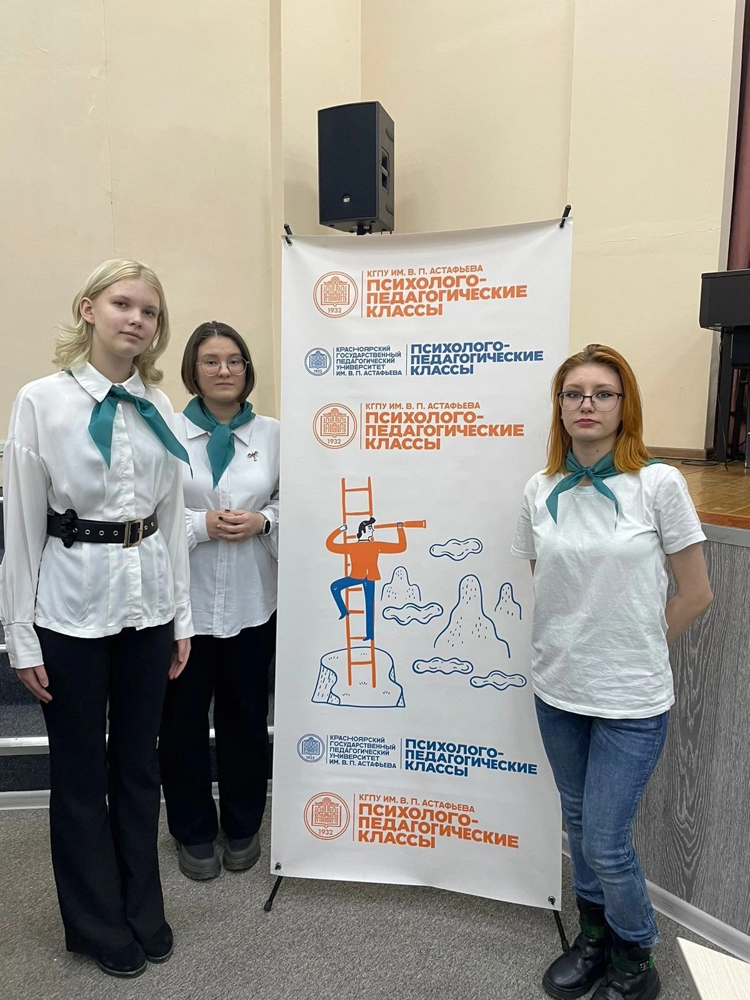 RCF
КГПУ ИМ. В. П. АСТАФЬЕВА
ПСИХОЛОГО-
ПЕДАГОГИЧЕСКИЕ
КЛАССЫ
1932
КРАСНОЯРСКИЙ
ГОСУДАРСТВЕННЫЙ
ПЕДАГОГИЧЕСКИЙ
УНИВЕРСИТЕТ
ИМ. В. П. АСТАФЬЕВА
1932
ПСИХОЛОГО-
ПЕДАГОГИЧЕСКИЕ
КЛАССЫ
КГПУ ИМ. В. П. АСТАФЬЕВА
ПСИХОЛОГО-
ПЕДАГОГИЧЕСКИЕ
КЛАССЫ
1932
КРАСНОЯРСКИЙ
ГОСУДАРСТВЕННЫЙ
ПЕДАГОГИЧЕСКИЙ
УНИВЕРСИТЕТ
ИМ. В. П. АСТАФЬЕВА
1932
ПСИХОЛОГО-
ПЕДАГОГИЧЕСКИЕ
КЛАССЫ
КГПУ ИМ. В. П. АСТАФЬЕВА
ПСИХОЛОГО-
ПЕДАГОГИЧЕСКИЕ
КЛАССЫ
1932